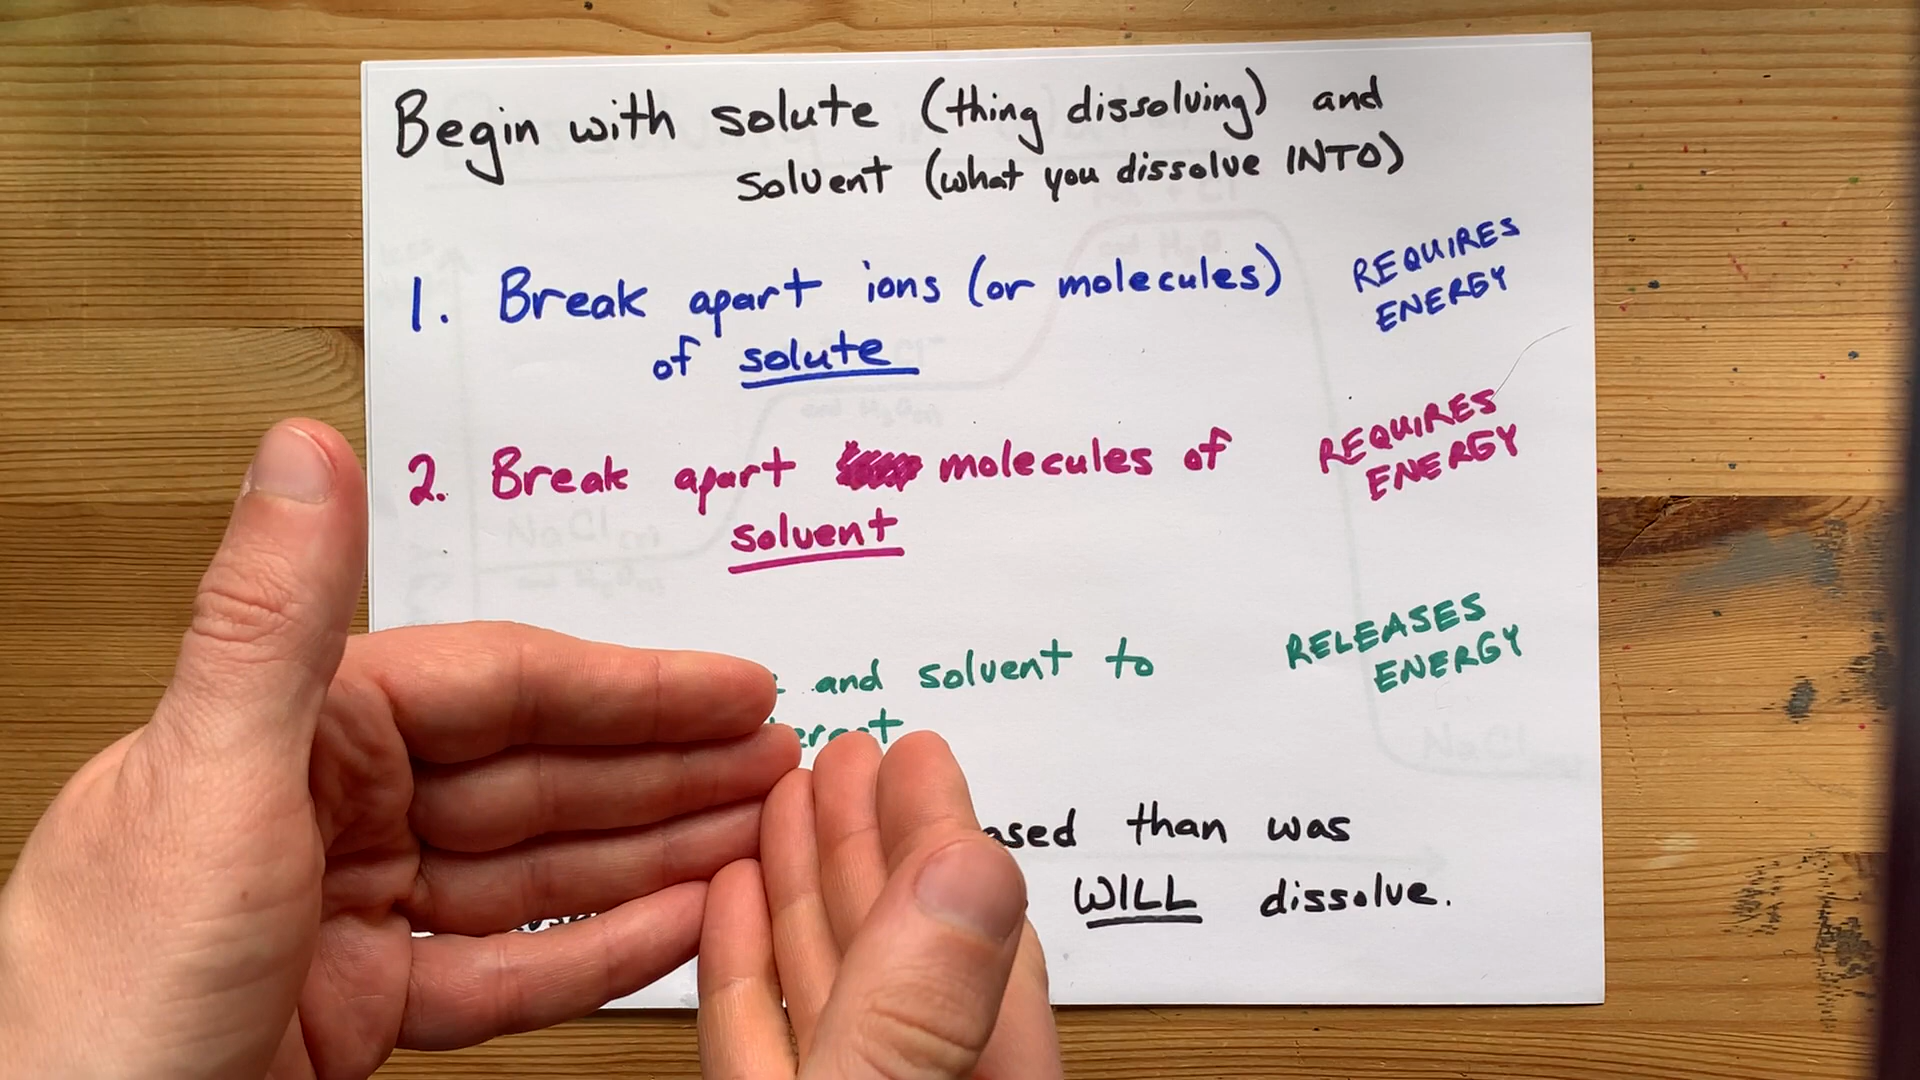 Begin with solute (thing dissolving) and
solvent (what you dissolve INTO)
1. Break apart ions (or molecules)
of solute
REQUIRES
ENERGY
2. Break apart molecules of
solvent
REQUIRES
ENERGY
and solvent to
RELEASES
ENERGY
than was
WILL dissolve.